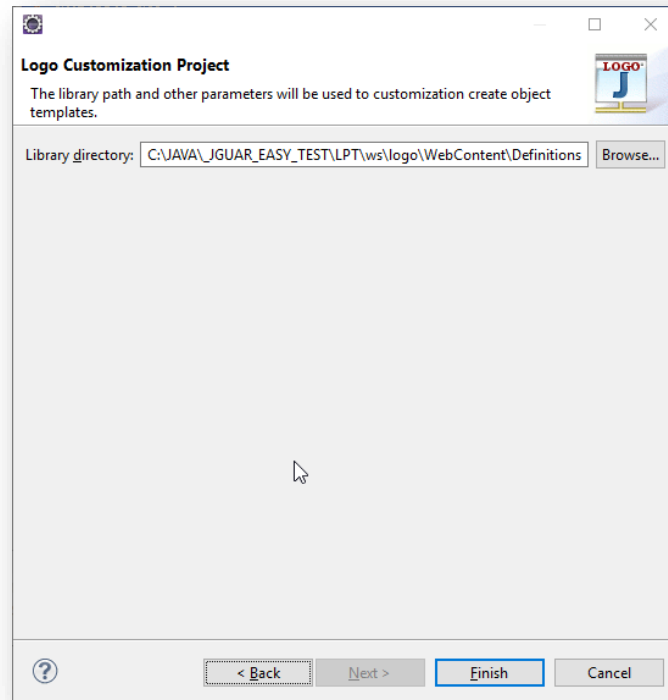 Logo Customization Project
The library path and other parameters will be used to customization create object
templates.
LOGO
J
Library directory: C:\JAVA\_JGUAR_EASY_TEST\LPT\ws\logo\WebContent\Definitions Browse...
? < Back Next > Finish Cancel